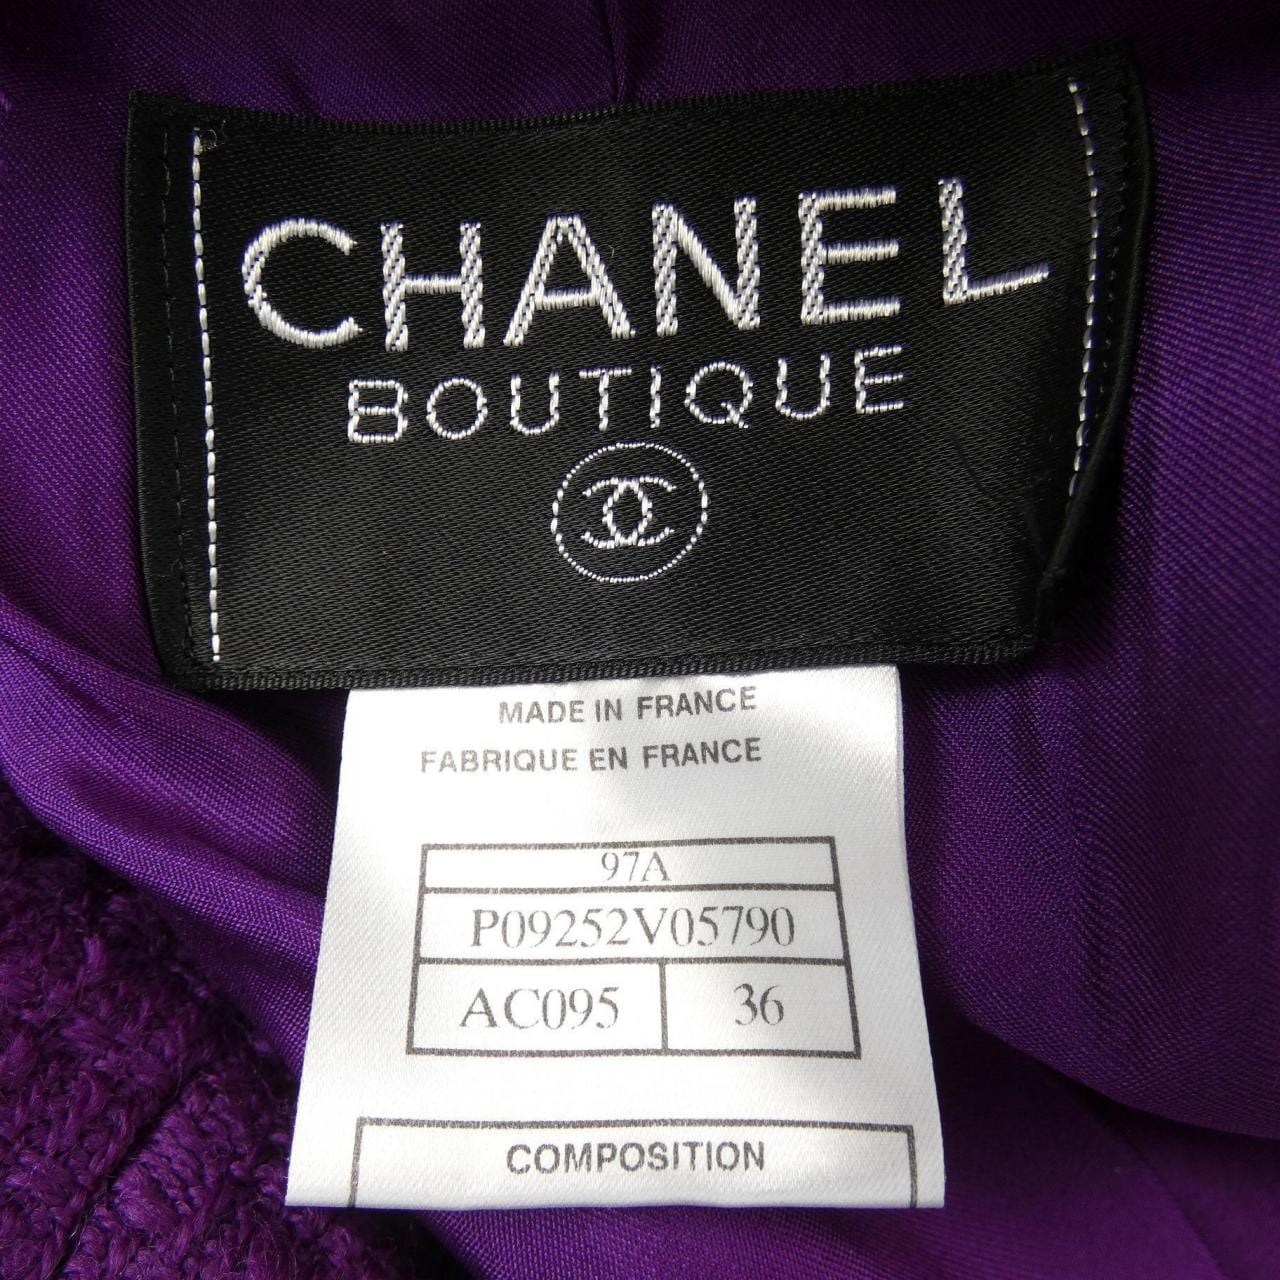 CHANEL
BOUTIQUE
MADE IN FRANCE
FABRIQUE EN FRANCE
97A
P09252V05790
AC095 36
COMPOSITION